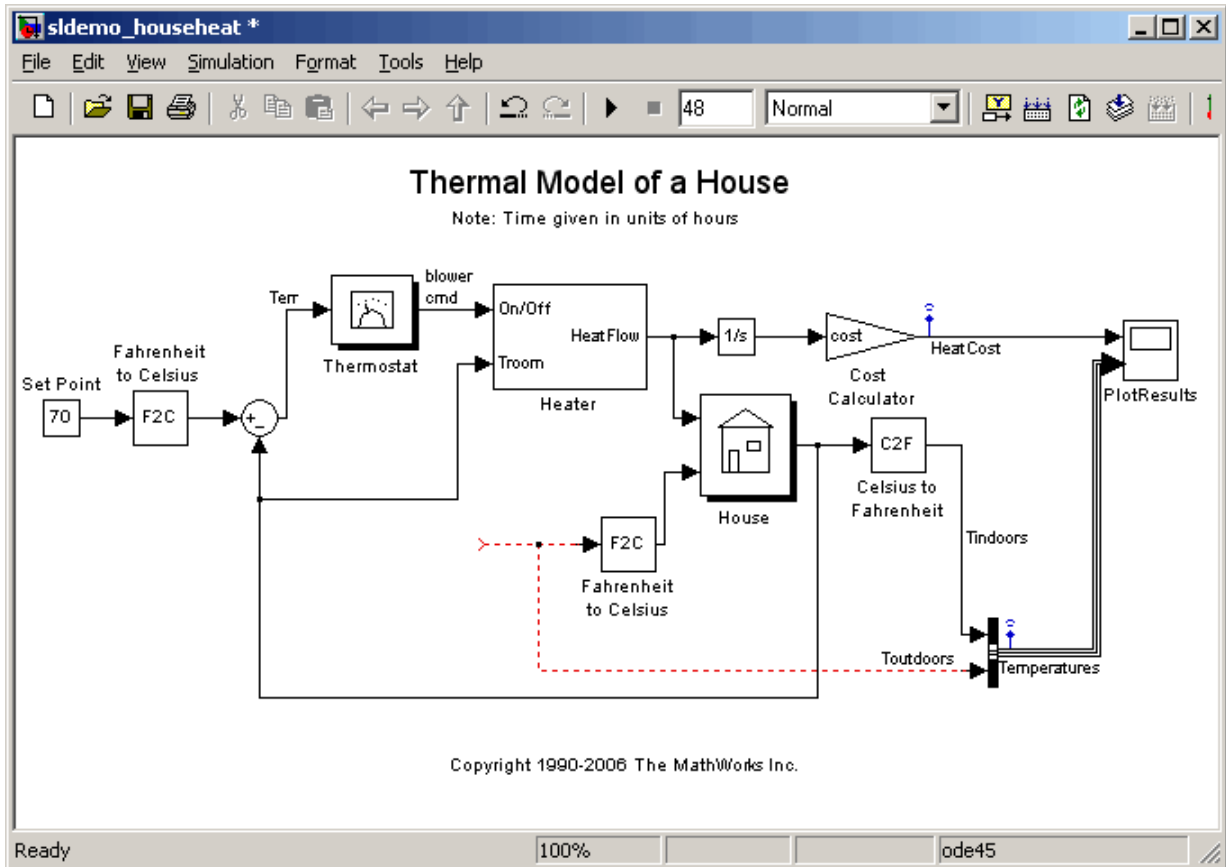 sldemo_househeat *
File Edit View Simulation Format Tools Help
48 Normal
Thermal Model of a House
Note: Time given in units of hours
Set Point
70
Fahrenheit
to Celsius
F2C
+-
Terr
Thermostat
blower
cmd
On/Off
HeatFlow
Troom
Heater
1/s
cost
Cost
Calculator
HeatCost
PlotResults
House
C2F
Celsius to
Fahrenheit
F2C
Fahrenheit
to Celsius
Tindoors
Toutdoors
Temperatures
Copyright 1990-2006 The MathWorks Inc.
Ready 100% ode45